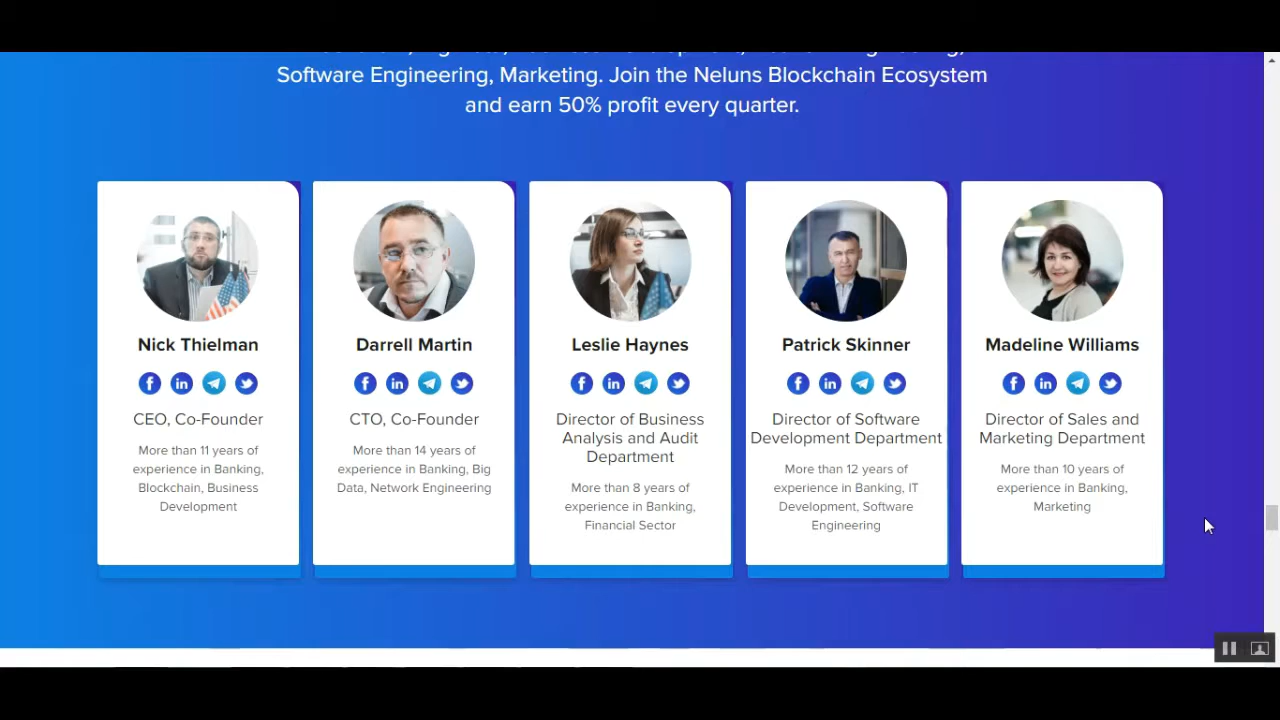 Software Engineering, Marketing. Join the Neluns Blockchain Ecosystem
and earn 50% profit every quarter.
Nick Thielman
CEO, Co-Founder
More than 11 years of
experience in Banking,
Blockchain, Business
Development
Darrell Martin
CTO, Co-Founder
More than 14 years of
experience in Banking, Big
Data, Network Engineering
Leslie Haynes
Director of Business
Analysis and Audit
Department
More than 8 years of
experience in Banking,
Financial Sector
Patrick Skinner
Director of Software
Development Department
More than 12 years of
experience in Banking, IT
Development, Software
Engineering
Madeline Williams
Director of Sales and
Marketing Department
More than 10 years of
experience in Banking,
Marketing